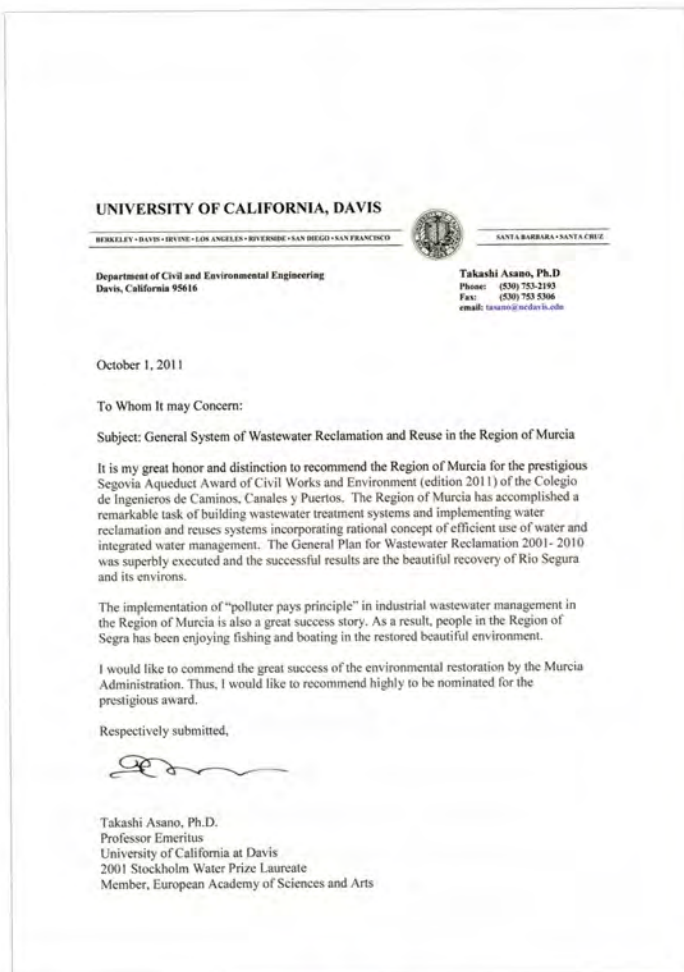 UNIVERSITY OF CALIFORNIA, DAVIS
BERKELEY • DAVIS • IRVINE • LOS ANGELES • RIVERSIDE • SAN DIEGO • SAN FRANCISCO
SANTA BARBARA • SANTA CRUZ
Department of Civil and Environmental Engineering
Davis, California 95616
Takashi Asano, Ph.D
Phone: (530) 753-2193
Fax: (530) 753 5306
email: tasano@ucdavis.edu
October 1, 2011
To Whom It may Concern:
Subject: General System of Wastewater Reclamation and Reuse in the Region of Murcia
It is my great honor and distinction to recommend the Region of Murcia for the prestigious
Segovia Aqueduct Award of Civil Works and Environment (edition 2011) of the Colegio
de Ingenieros de Caminos, Canales y Puertos. The Region of Murcia has accomplished a
remarkable task of building wastewater treatment systems and implementing water
reclamation and reuses systems incorporating rational concept of efficient use of water and
integrated water management. The General Plan for Wastewater Reclamation 2001- 2010
was superbly executed and the successful results are the beautiful recovery of Rio Segura
and its environs.
The implementation of “polluter pays principle” in industrial wastewater management in
the Region of Murcia is also a great success story. As a result, people in the Region of
Segra has been enjoying fishing and boating in the restored beautiful environment.
I would like to commend the great success of the environmental restoration by the Murcia
Administration. Thus, I would like to recommend highly to be nominated for the
prestigious award.
Respectively submitted,
Takashi Asano, Ph.D.
Professor Emeritus
University of California at Davis
2001 Stockholm Water Prize Laureate
Member, European Academy of Sciences and Arts